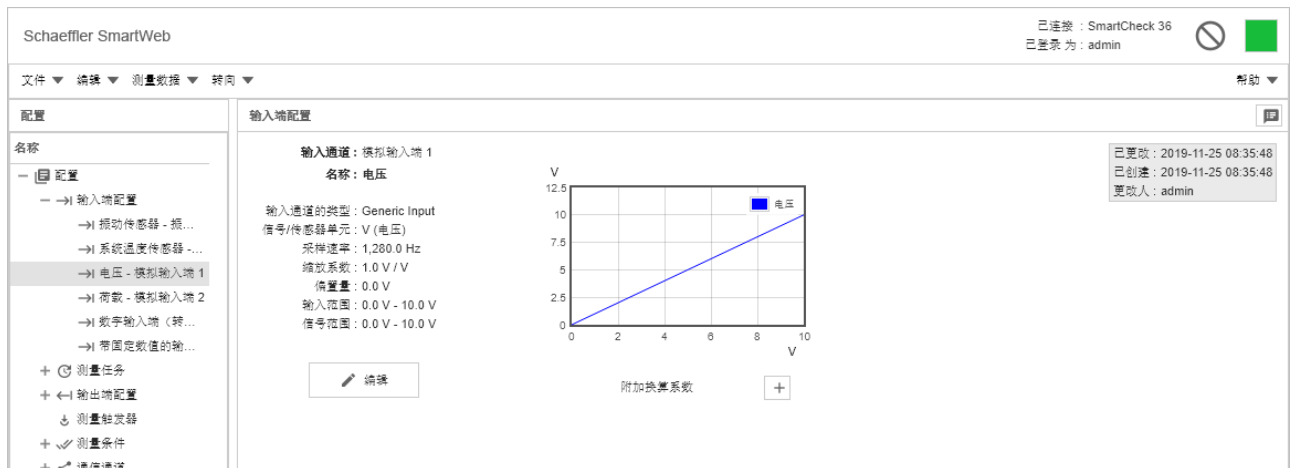 Schaeffler SmartWeb
已连接 : SmartCheck 36
已登录 为 : admin
文件 编辑 测量数据 转向 帮助
配置
名称
配置
输入端配置
振动传感器 - 振...
系统温度传感器 -...
电压 - 模拟输入端 1
荷载 - 模拟输入端 2
数字输入端（转...
带固定数值的输...
测量任务
输出端配置
测量触发器
测量条件
通信通道
输入端配置
输入通道 : 模拟输入端 1
名称 : 电压
输入通道的类型 : Generic Input
信号/传感器单元 : V (电压)
采样速率 : 1,280.0 Hz
缩放系数 : 1.0 V / V
偏置量 : 0.0 V
输入范围 : 0.0 V - 10.0 V
信号范围 : 0.0 V - 10.0 V
编辑
V
12.5
10
7.5
5
2.5
0
电压
0 2 4 6 8 10
V
附加换算系数
已更改 : 2019-11-25 08:35:48
已创建 : 2019-11-25 08:35:48
更改人 : admin